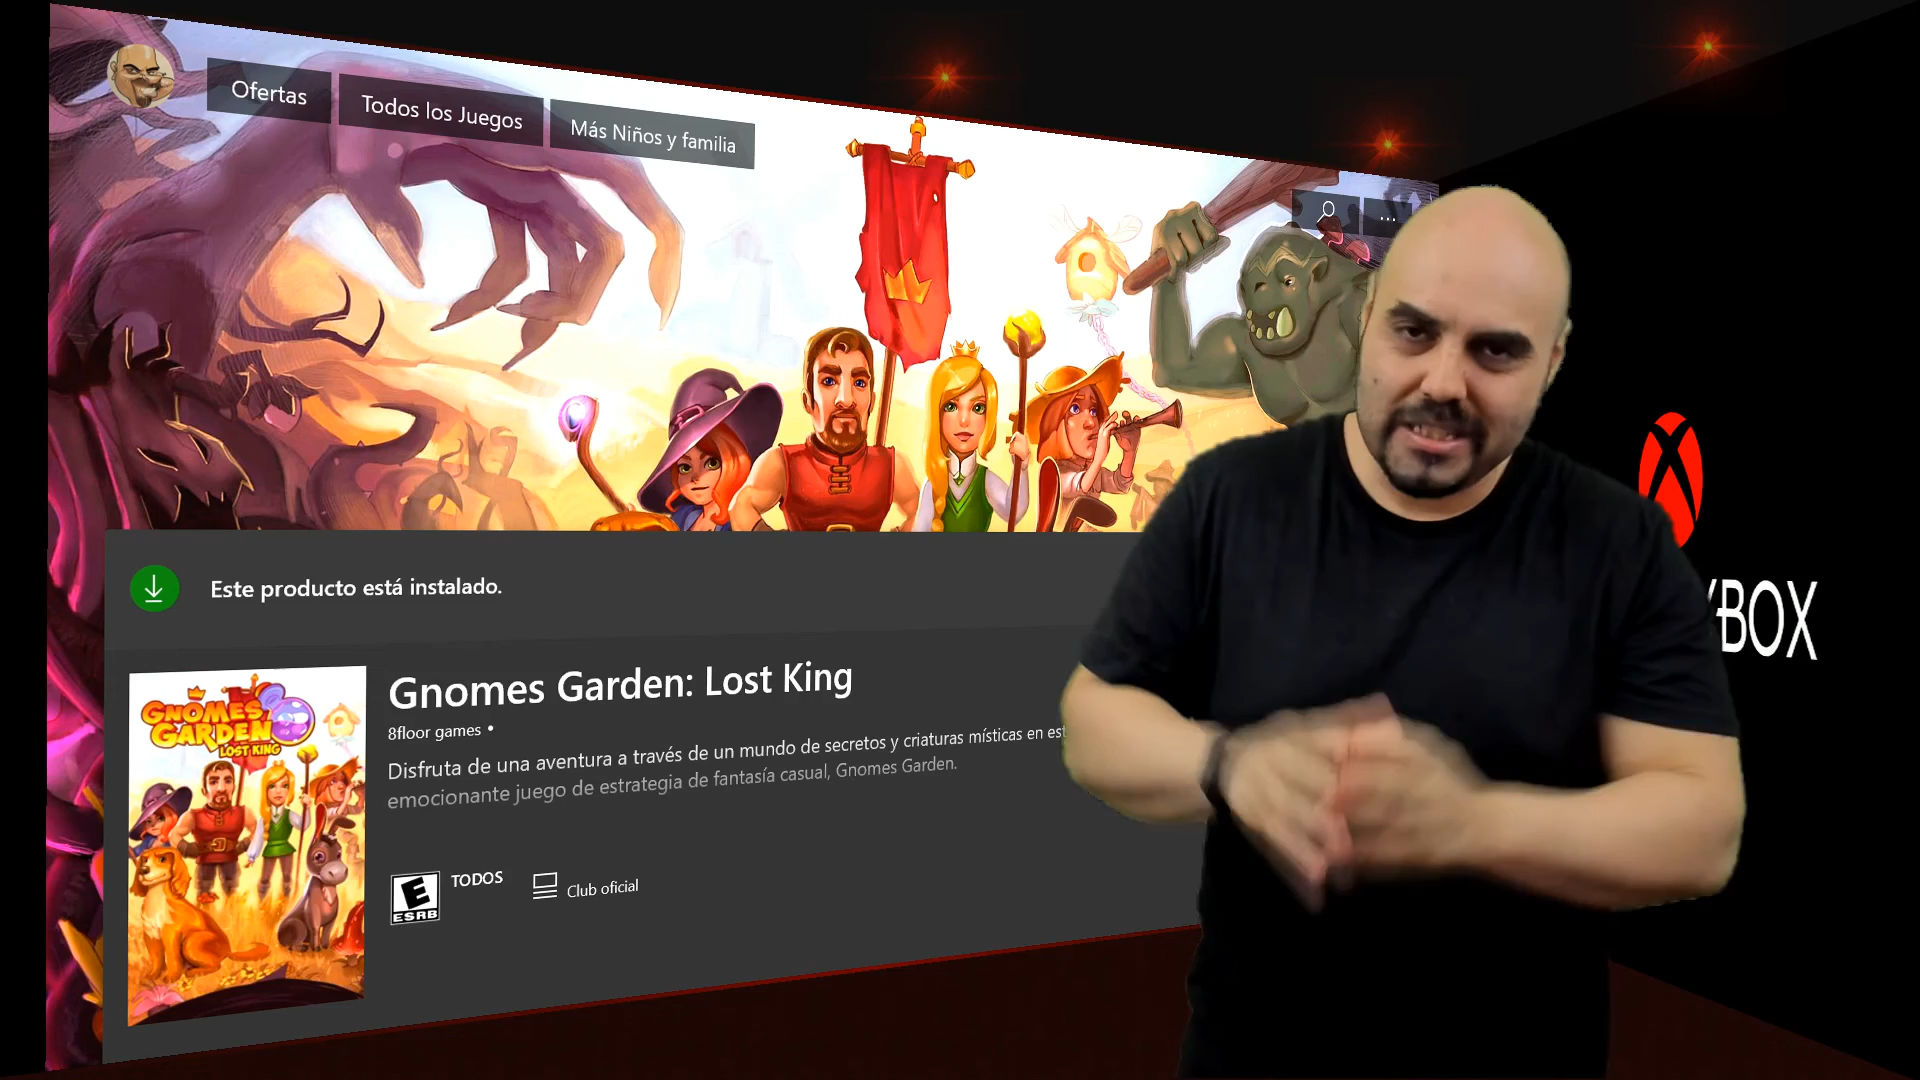 Ofertas
Todos los Juegos
Más Niños y familia
...
Este producto está instalado.
Gnomes Garden: Lost King
8floor games •
Disfruta de una aventura a través de un mundo de secretos y criaturas místicas en
emocionante juego de estrategia de fantasía casual, Gnomes Garden.
GNOMES
GARDEN
LOST KING
E
ESRB
TODOS
Club oficial
XBOX